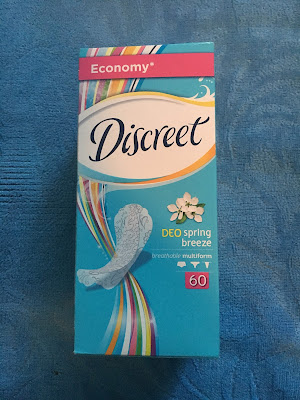 Economy*
Discreet
DEO spring
breeze
breathable multiform
60